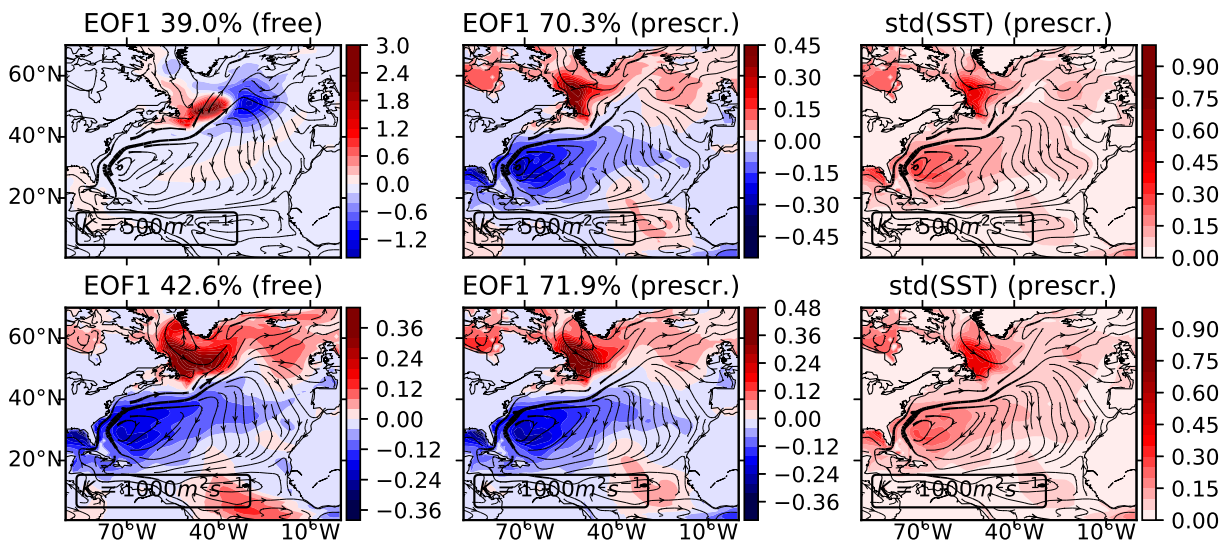 EOF1 39.0% (free)
EOF1 70.3% (prescr.)
std(SST) (prescr.)
60°N
40°N
20°N
K = 500m²s⁻¹
3.0
2.4
1.8
1.2
0.6
0.0
−0.6
−1.2
K = 500m²s⁻¹
0.45
0.30
0.15
0.00
−0.15
−0.30
−0.45
K = 500m²s⁻¹
0.90
0.75
0.60
0.45
0.30
0.15
0.00
EOF1 42.6% (free)
EOF1 71.9% (prescr.)
std(SST) (prescr.)
60°N
40°N
20°N
K = 1000m²s⁻¹
0.36
0.24
0.12
0.00
−0.12
−0.24
−0.36
K = 1000m²s⁻¹
0.48
0.36
0.24
0.12
0.00
−0.12
−0.24
−0.36
K = 1000m²s⁻¹
0.90
0.75
0.60
0.45
0.30
0.15
0.00
70°W 40°W 10°W
70°W 40°W 10°W
70°W 40°W 10°W